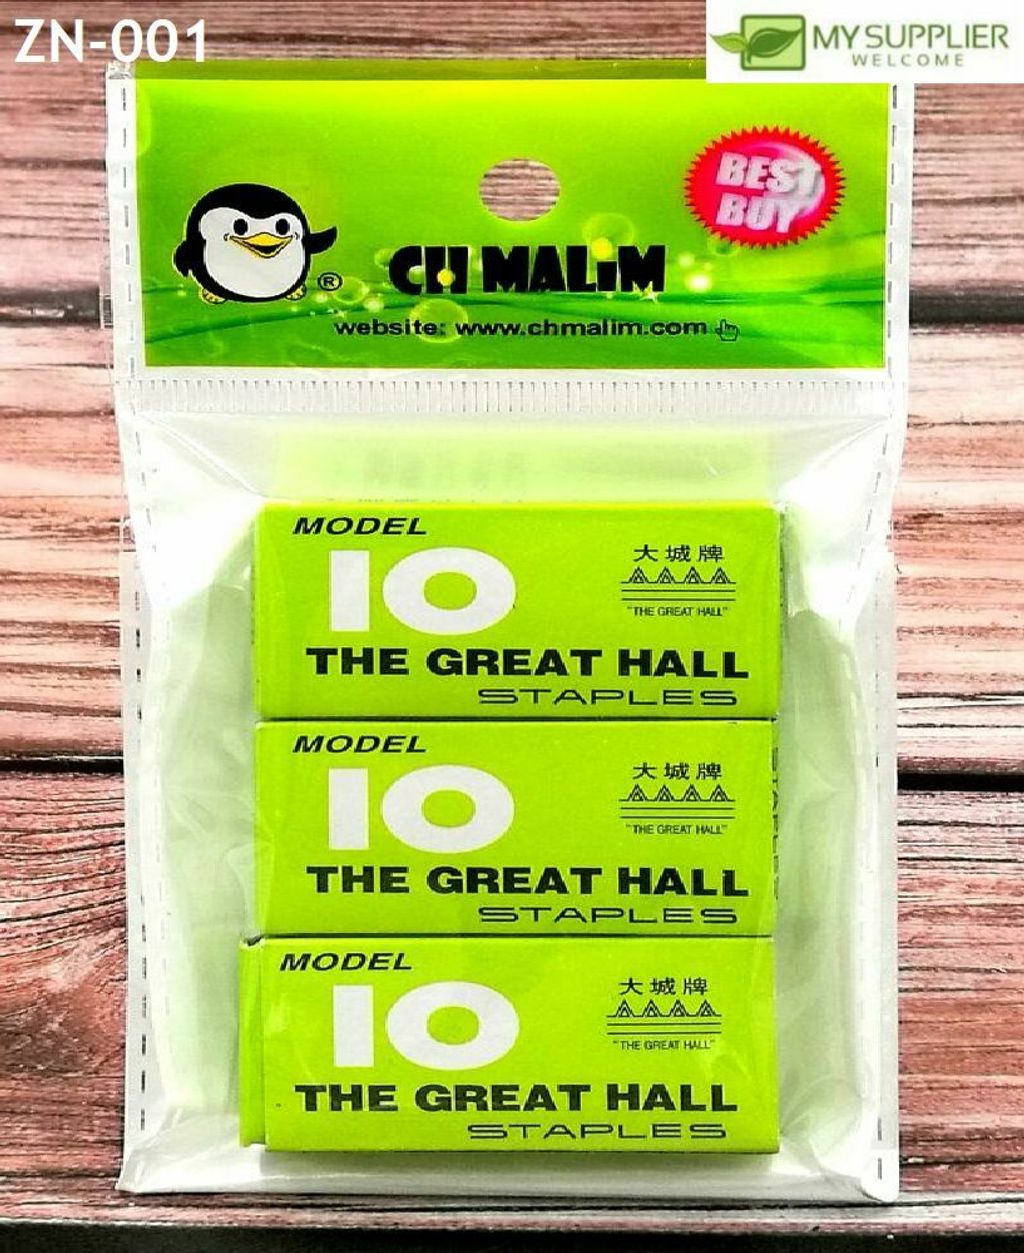 ZN-001
MY SUPPLIER
WELCOME
BEST
BUY
®
CH MALiM
website: www.chmalim.com
MODEL
10
大城牌
"THE GREAT HALL"
THE GREAT HALL
STAPLES
MODEL
10
大城牌
"THE GREAT HALL"
THE GREAT HALL
STAPLES
MODEL
10
大城牌
"THE GREAT HALL"
THE GREAT HALL
STAPLES